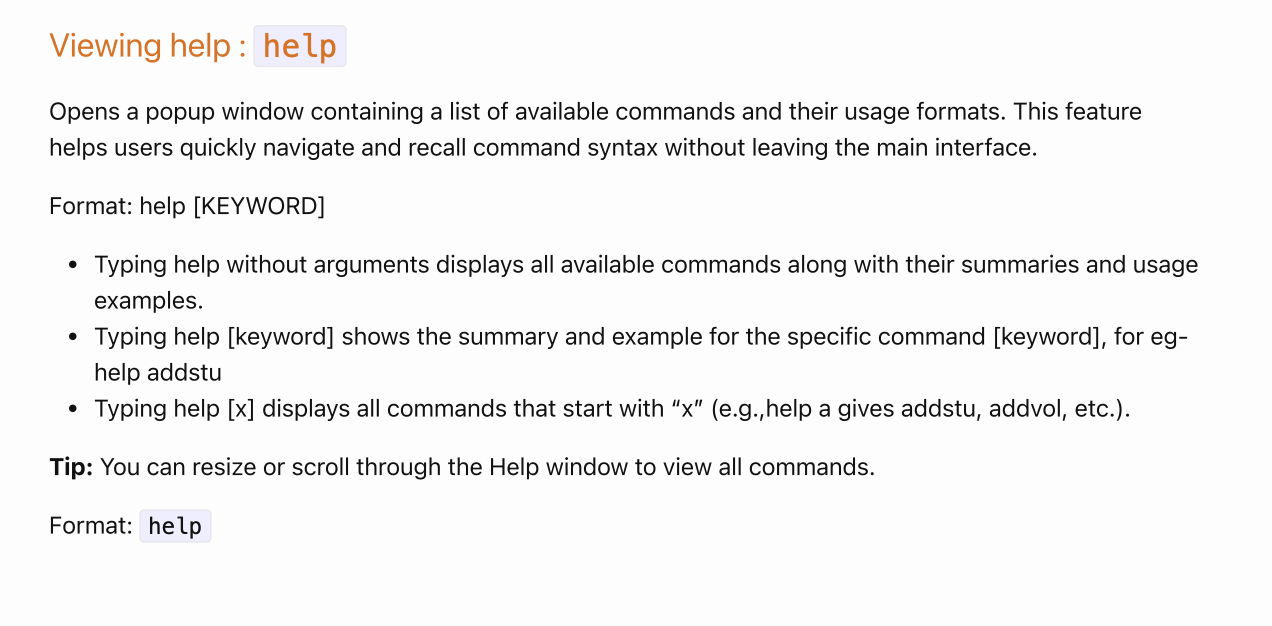 Viewing help : help
Opens a popup window containing a list of available commands and their usage formats. This feature
helps users quickly navigate and recall command syntax without leaving the main interface.
Format: help [KEYWORD]
• Typing help without arguments displays all available commands along with their summaries and usage
examples.
• Typing help [keyword] shows the summary and example for the specific command [keyword], for eg-
help addstu
• Typing help [x] displays all commands that start with “x” (e.g.,help a gives addstu, addvol, etc.).
Tip: You can resize or scroll through the Help window to view all commands.
Format: help